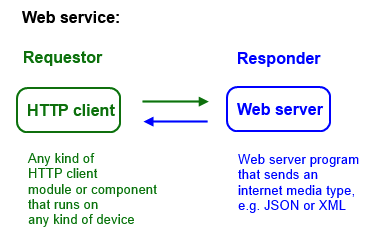 Web service:
Requestor
Responder
HTTP client
Web server
Any kind of
HTTP client
module or component
that runs on
any kind of device
Web server program
that sends an
internet media type,
e.g. JSON or XML